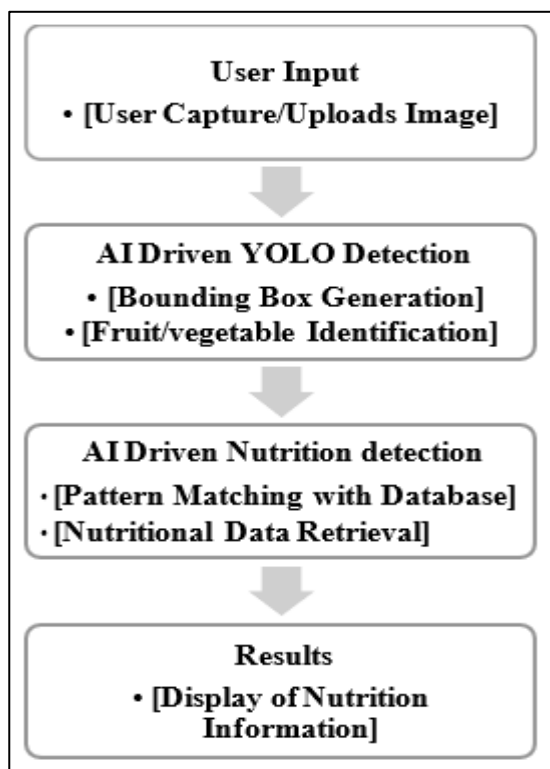 User Input
• [User Capture/Uploads Image]
AI Driven YOLO Detection
• [Bounding Box Generation]
• [Fruit/vegetable Identification]
AI Driven Nutrition detection
· [Pattern Matching with Database]
· [Nutritional Data Retrieval]
Results
• [Display of Nutrition
Information]